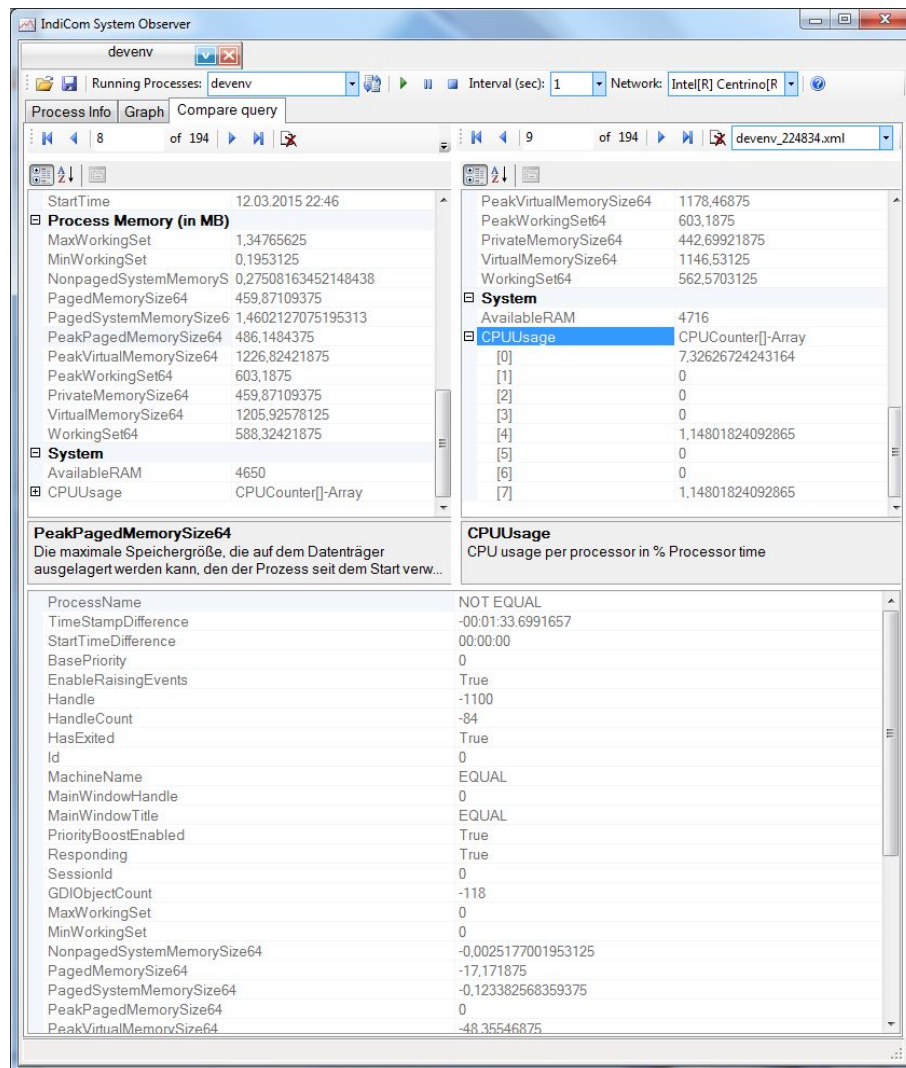 IndiCom System Observer
devenv
Running Processes: devenv Interval (sec): 1 Network: Intel[R] Centrino[R
Process Info Graph Compare query
8 of 194
9 of 194 devenv_224834.xml
StartTime 12.03.2015 22:46
Process Memory (in MB)
MaxWorkingSet 1,34765625
MinWorkingSet 0,1953125
NonpagedSystemMemoryS 0,27508163452148438
PagedMemorySize64 459,87109375
PagedSystemMemorySize6 1,4602127075195313
PeakPagedMemorySize64 486,1484375
PeakVirtualMemorySize64 1226,82421875
PeakWorkingSet64 603,1875
PrivateMemorySize64 459,87109375
VirtualMemorySize64 1205,92578125
WorkingSet64 588,32421875
System
AvailableRAM 4650
CPUUsage CPUCounter[]-Array
PeakPagedMemorySize64
Die maximale Speichergröße, die auf dem Datenträger
ausgelagert werden kann, den der Prozess seit dem Start verw...
PeakVirtualMemorySize64 1178,46875
PeakWorkingSet64 603,1875
PrivateMemorySize64 442,69921875
VirtualMemorySize64 1146,53125
WorkingSet64 562,5703125
System
AvailableRAM 4716
CPUUsage CPUCounter[]-Array
[0] 7,32626724243164
[1] 0
[2] 0
[3] 0
[4] 1,14801824092865
[5] 0
[6] 0
[7] 1,14801824092865
CPUUsage
CPU usage per processor in % Processor time
ProcessName NOT EQUAL
TimeStampDifference -00:01:33.6991657
StartTimeDifference 00:00:00
BasePriority 0
EnableRaisingEvents True
Handle -1100
HandleCount -84
HasExited True
Id 0
MachineName EQUAL
MainWindowHandle 0
MainWindowTitle EQUAL
PriorityBoostEnabled True
Responding True
SessionId 0
GDIObjectCount -118
MaxWorkingSet 0
MinWorkingSet 0
NonpagedSystemMemorySize64 -0,0025177001953125
PagedMemorySize64 -17,171875
PagedSystemMemorySize64 -0,123382568359375
PeakPagedMemorySize64 0
PeakVirtualMemorySize64 -48,35546875